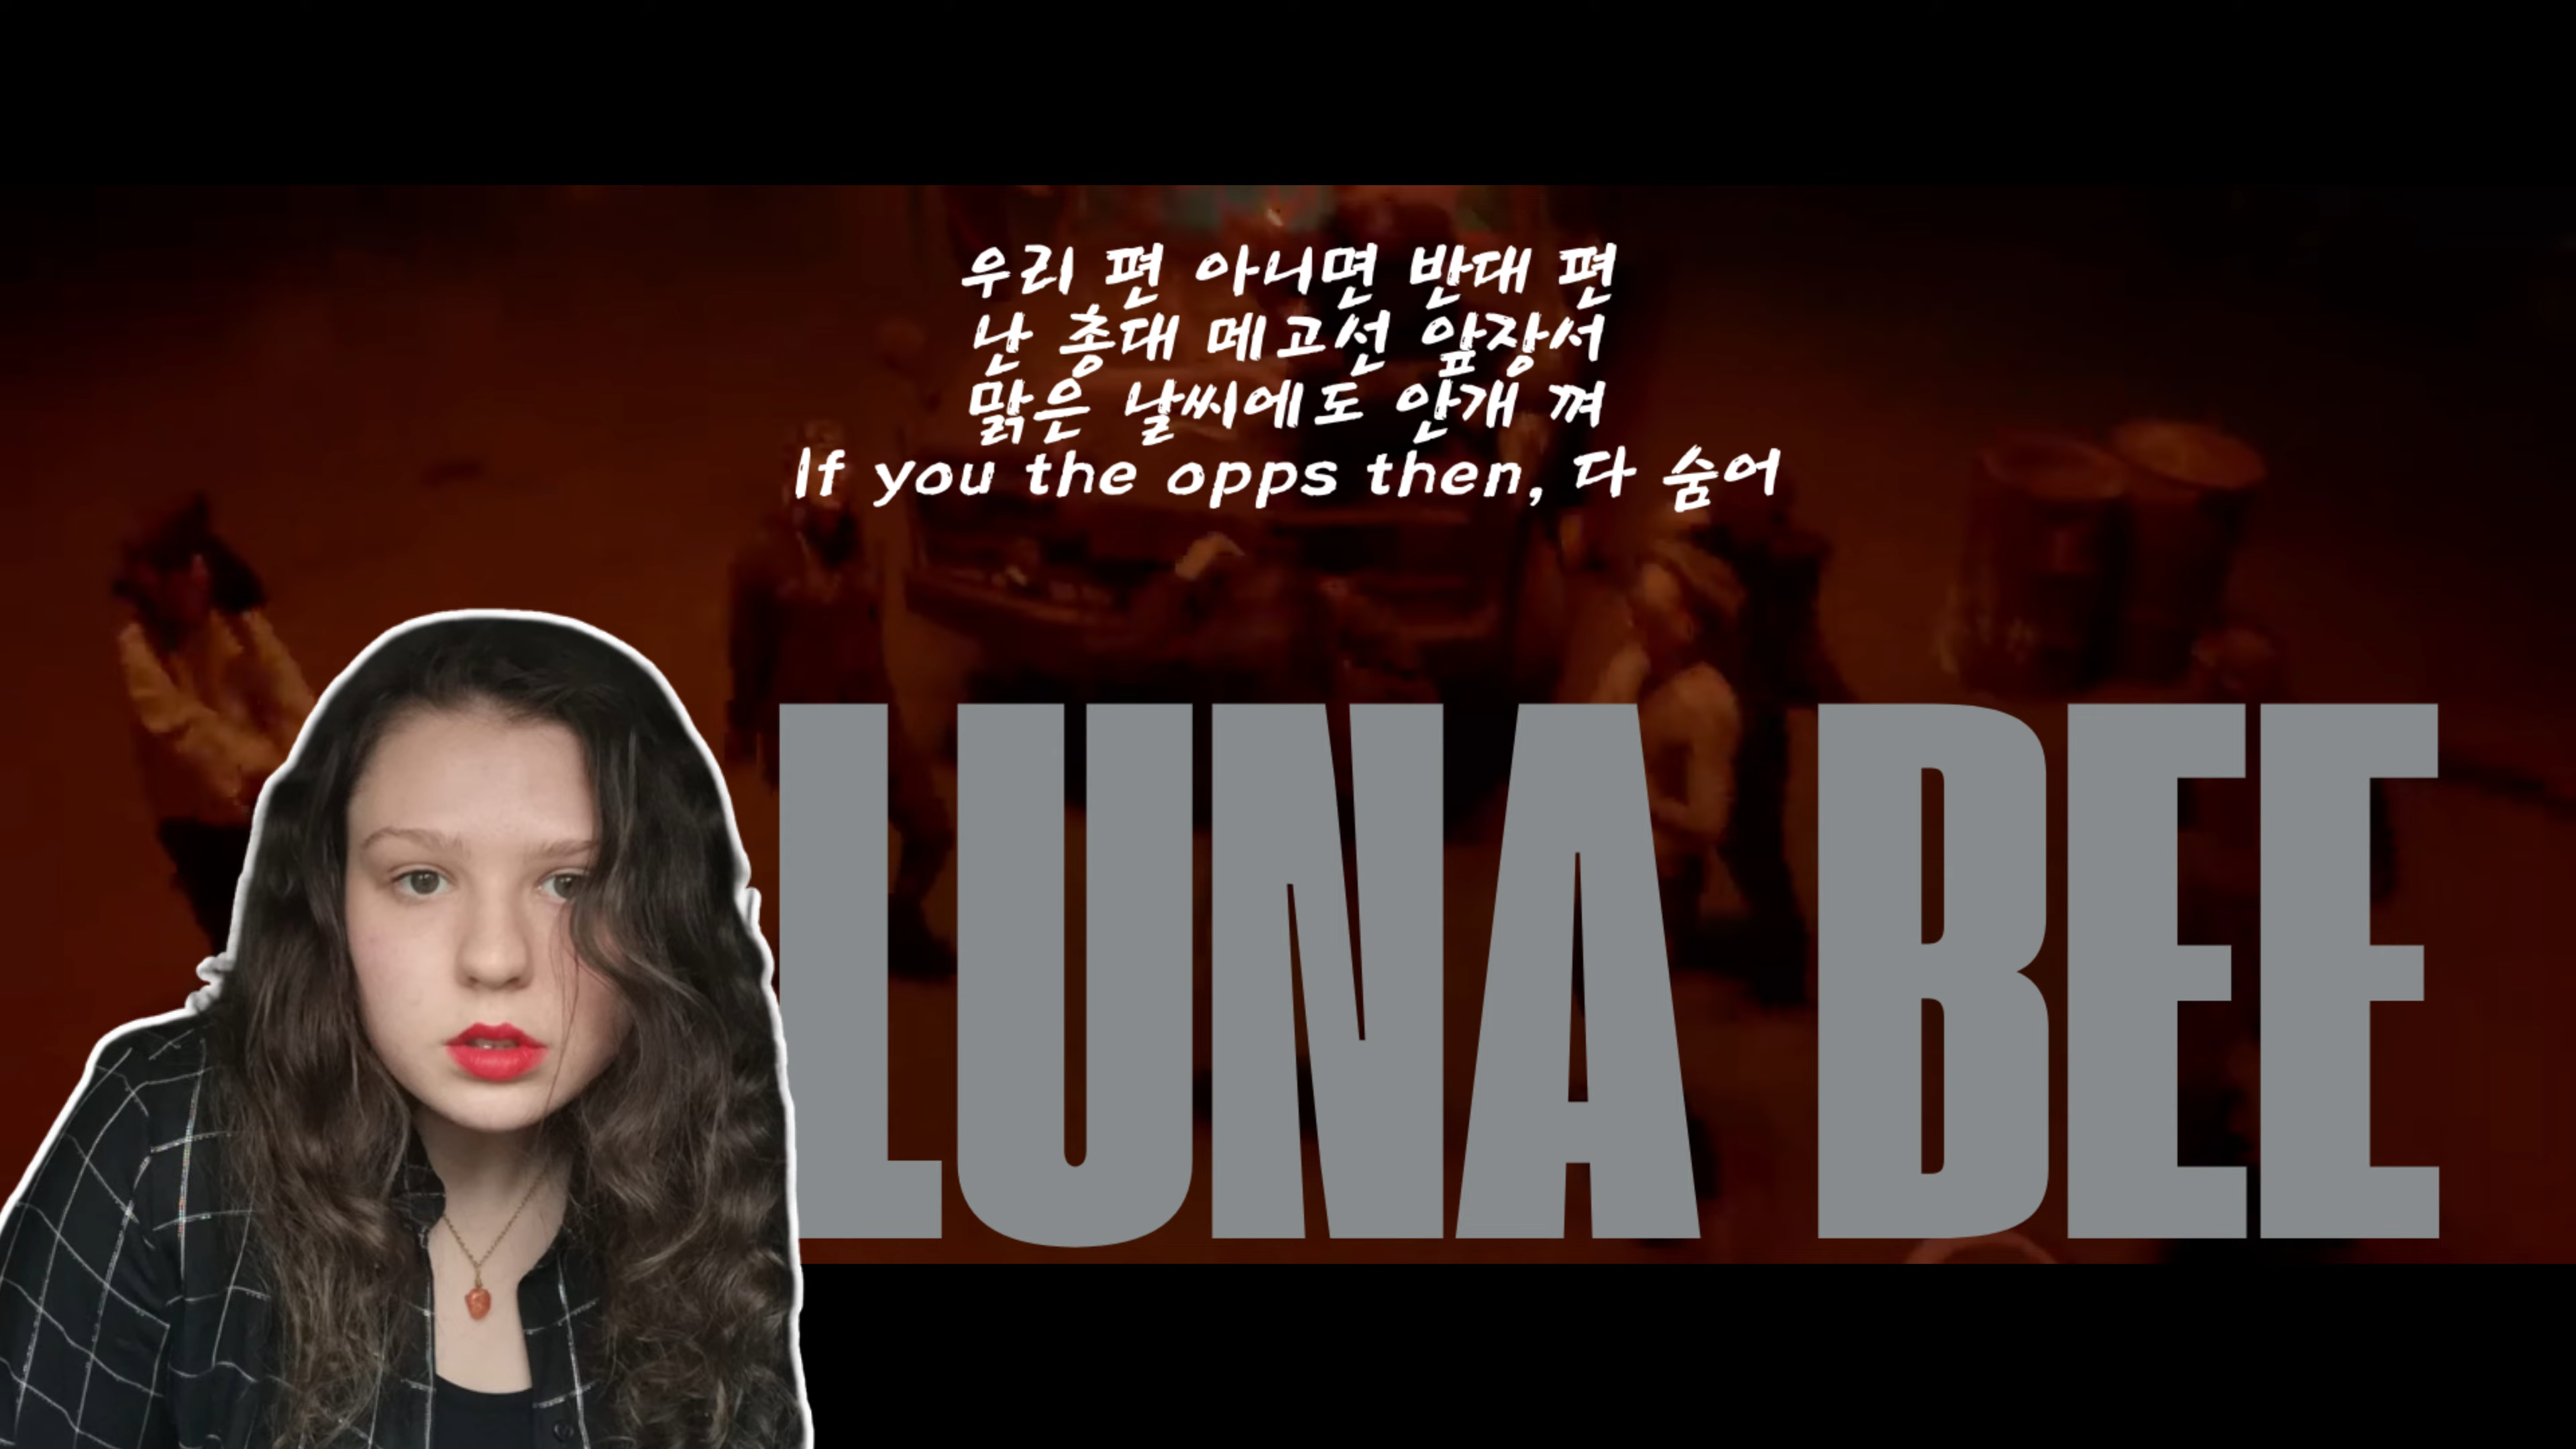 우리 편 아니면 반대 편
난 총대 메고선 앞장서
맑은 날씨에도 안개 껴
If you the opps then, 다 숨어
LUNA BEE